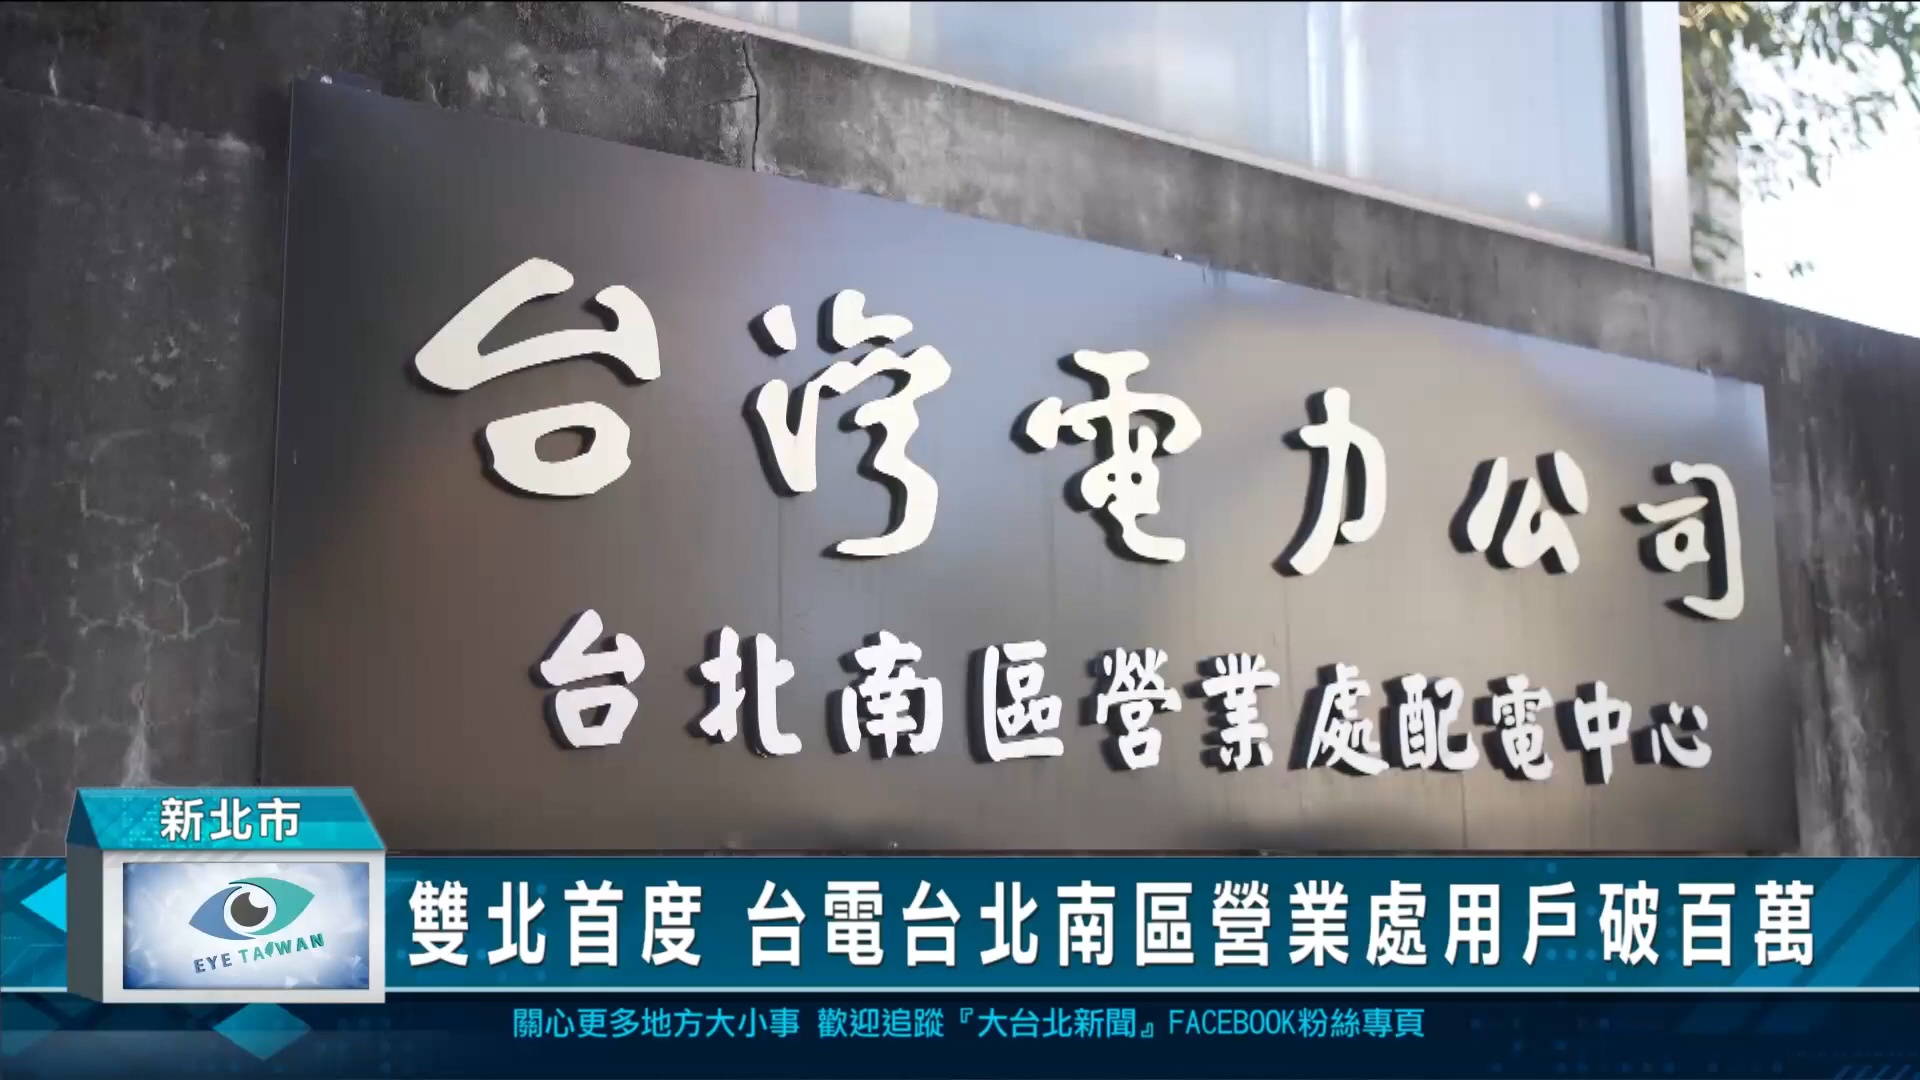 台灣電力公司
台北南區營業處配電中心
新北市
EYE TAIWAN
雙北首度 台電台北南區營業處用戶破百萬
關心更多地方大小事 歡迎追蹤『大台北新聞』FACEBOOK粉絲專頁